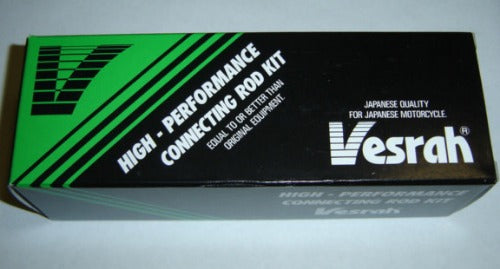 HIGH - PERFORMANCE
CONNECTING ROD KIT
EQUAL TO OR BETTER THAN
ORIGINAL EQUIPMENT.
JAPANESE QUALITY
FOR JAPANESE MOTORCYCLE.
Vesrah®
HIGH - PERFORMANCE
CONNECTING ROD KIT
Vesrah